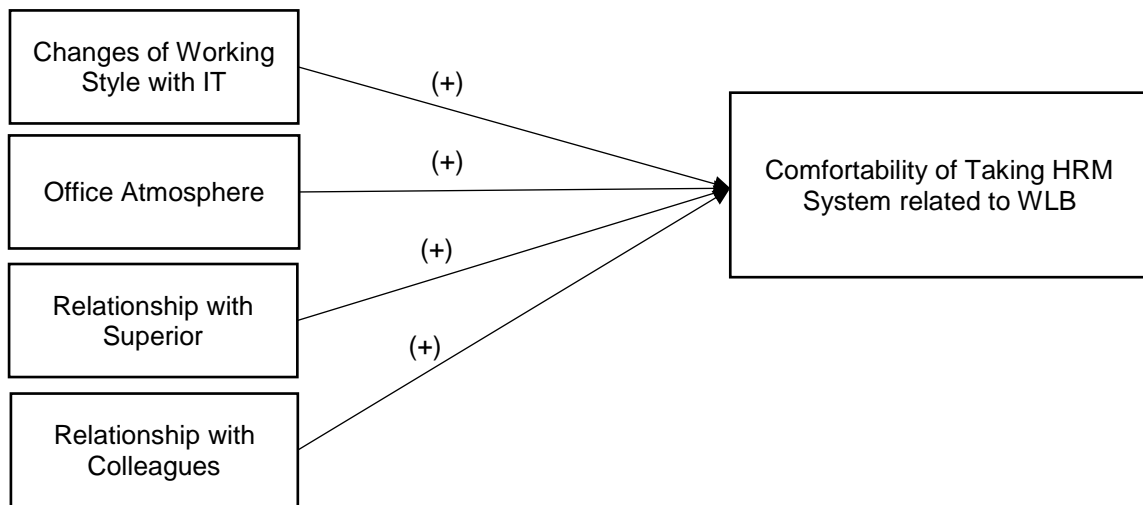 Changes of Working
Style with IT
(+)
Office Atmosphere
(+)
Relationship with
Superior
(+)
Relationship with
Colleagues
(+)
Comfortability of Taking HRM
System related to WLB